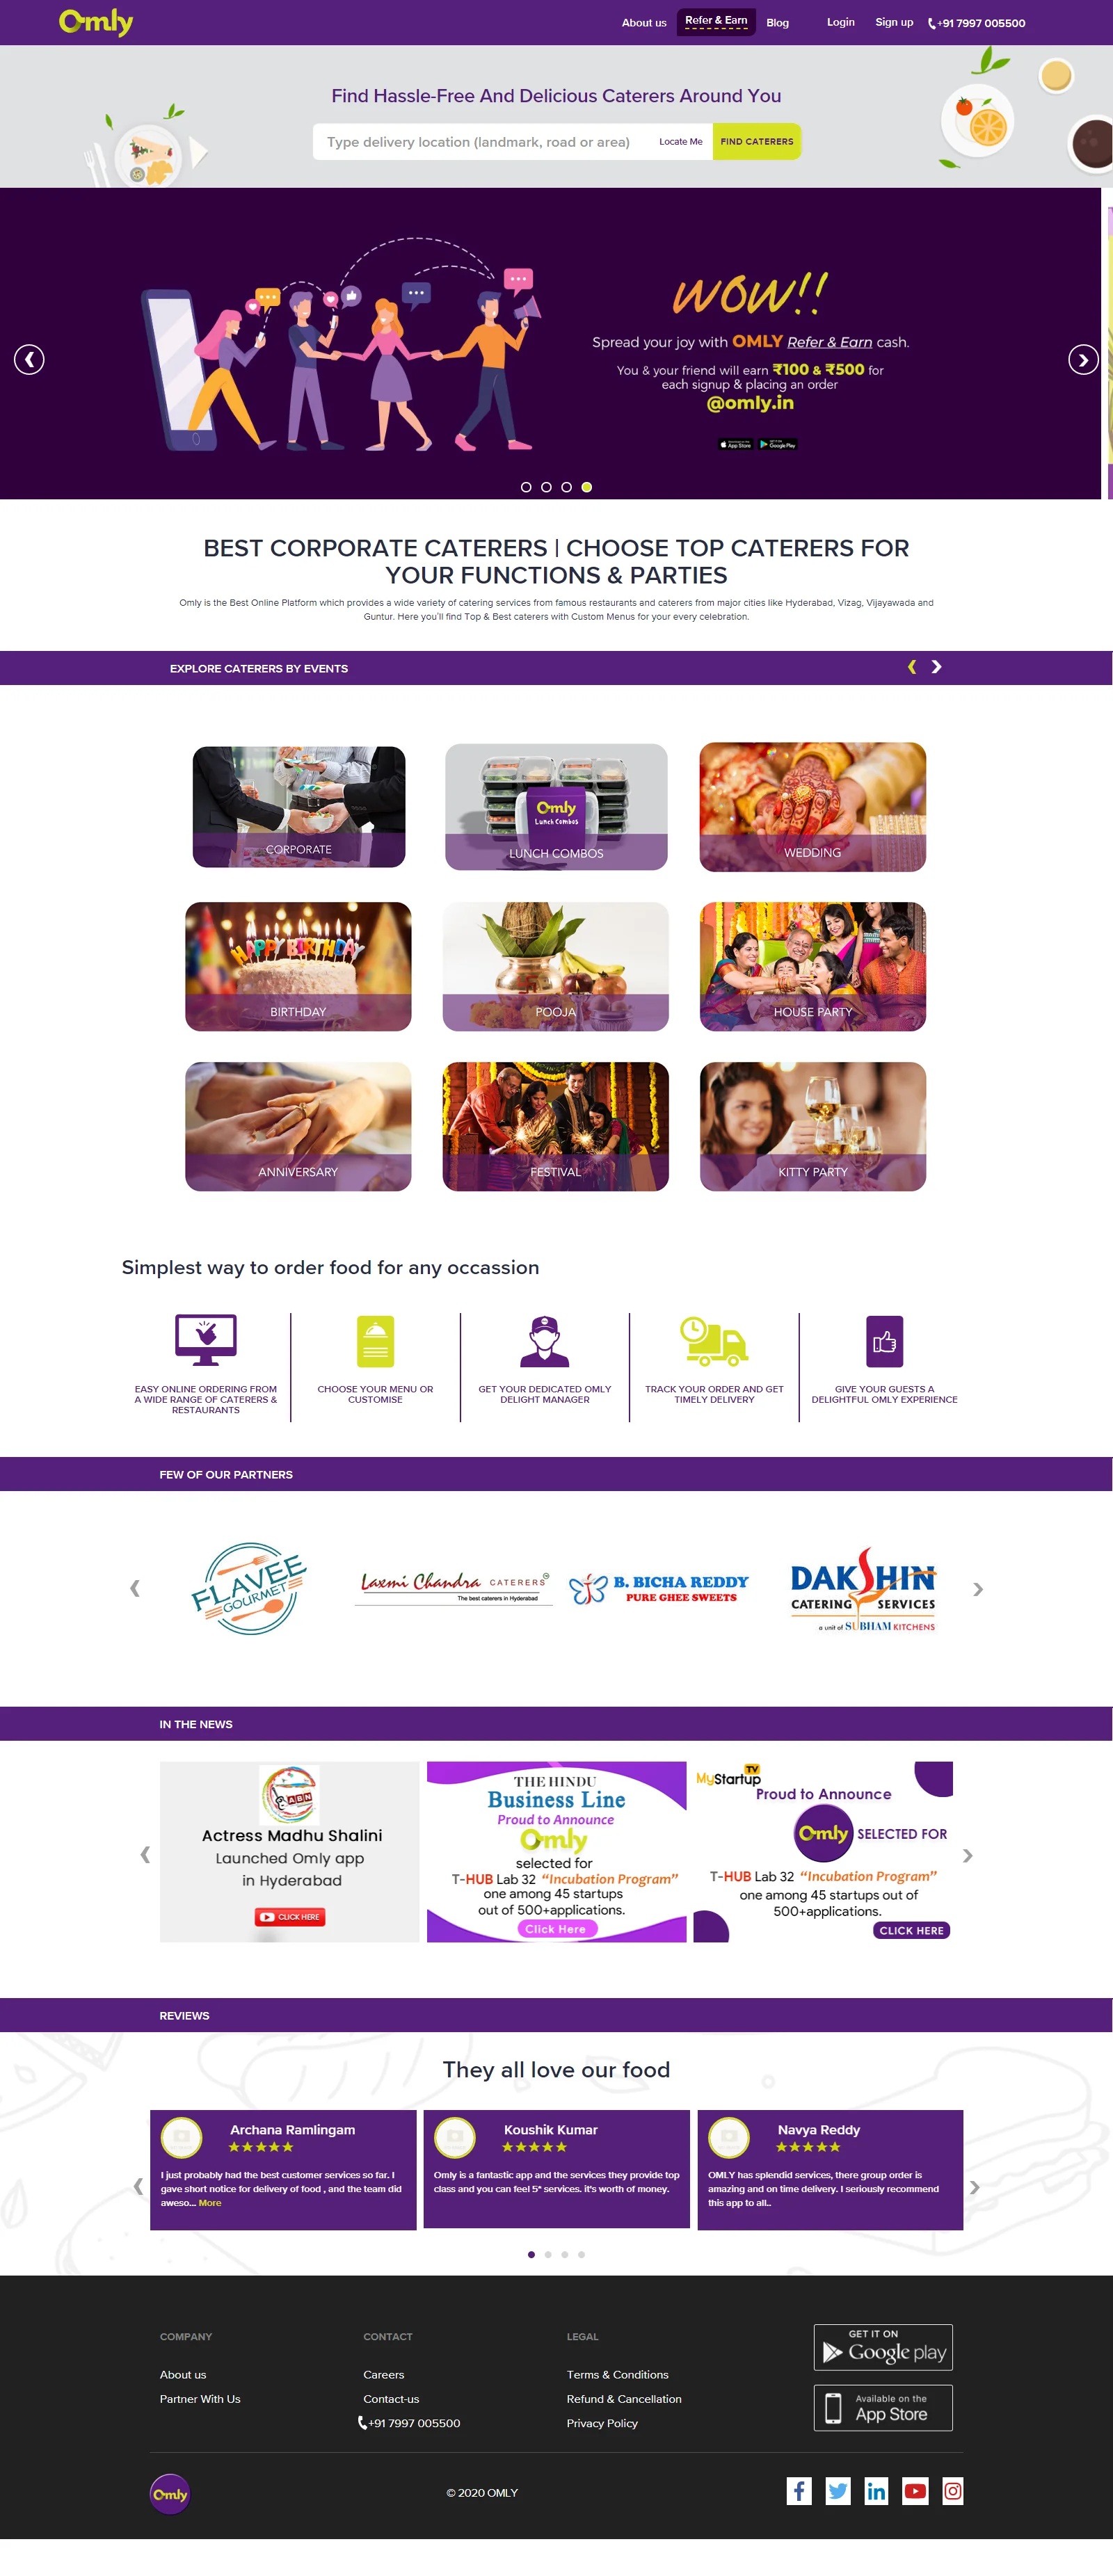 Omly
About us
Refer & Earn
Blog
Login
Sign up
+91 7997 005500
Find Hassle-Free And Delicious Caterers Around You
Type delivery location (landmark, road or area)
Locate Me
FIND CATERERS
WOW!!
Spread your joy with OMLY Refer & Earn cash.
You & your friend will earn ₹100 & ₹500 for
each signup & placing an order
@omly.in
App Store
Google Play
BEST CORPORATE CATERERS | CHOOSE TOP CATERERS FOR
YOUR FUNCTIONS & PARTIES
Omly is the Best Online Platform which provides a wide variety of catering services from famous restaurants and caterers from major cities like Hyderabad, Vizag, Vijayawada and
Guntur. Here you'll find Top & Best caterers with Custom Menus for your every celebration.
EXPLORE CATERERS BY EVENTS
CORPORATE
Omly
Lunch Combos
LUNCH COMBOS
WEDDING
HAPPY BIRTHDAY
BIRTHDAY
POOJA
HOUSE PARTY
ANNIVERSARY
FESTIVAL
KITTY PARTY
Simplest way to order food for any occassion
EASY ONLINE ORDERING FROM
A WIDE RANGE OF CATERERS &
RESTAURANTS
CHOOSE YOUR MENU OR
CUSTOMISE
GET YOUR DEDICATED OMLY
DELIGHT MANAGER
TRACK YOUR ORDER AND GET
TIMELY DELIVERY
GIVE YOUR GUESTS A
DELIGHTFUL OMLY EXPERIENCE
FEW OF OUR PARTNERS
FLAVEE
GOURMET
Laxmi Chandra CATERERS
The best caterers in Hyderabad
B. BICHA REDDY
PURE GHEE SWEETS
DAKSHIN
CATERING SERVICES
a unit of SUBHAM KITCHENS
IN THE NEWS
ABN
Actress Madhu Shalini
Launched Omly app
in Hyderabad
CLICK HERE
THE HINDU
Business Line
Proud to Announce
Omly
selected for
T-HUB Lab 32 “Incubation Program”
one among 45 startups
out of 500+applications.
Click Here
MyStartup TV
Proud to Announce
Omly SELECTED FOR
T-HUB Lab 32 “Incubation Program”
one among 45 startups out of
500+applications.
CLICK HERE
REVIEWS
They all love our food
Archana Ramlingam
I just probably had the best customer services so far. I
gave short notice for delivery of food , and the team did
aweso... More
Koushik Kumar
Omly is a fantastic app and the services they provide top
class and you can feel 5* services. it's worth of money.
Navya Reddy
OMLY has splendid services, there group order is
amazing and on time delivery. I seriously recommend
this app to all..
COMPANY
About us
Partner With Us
CONTACT
Careers
Contact-us
+91 7997 005500
LEGAL
Terms & Conditions
Refund & Cancellation
Privacy Policy
GET IT ON
Google play
Available on the
App Store
Omly
© 2020 OMLY